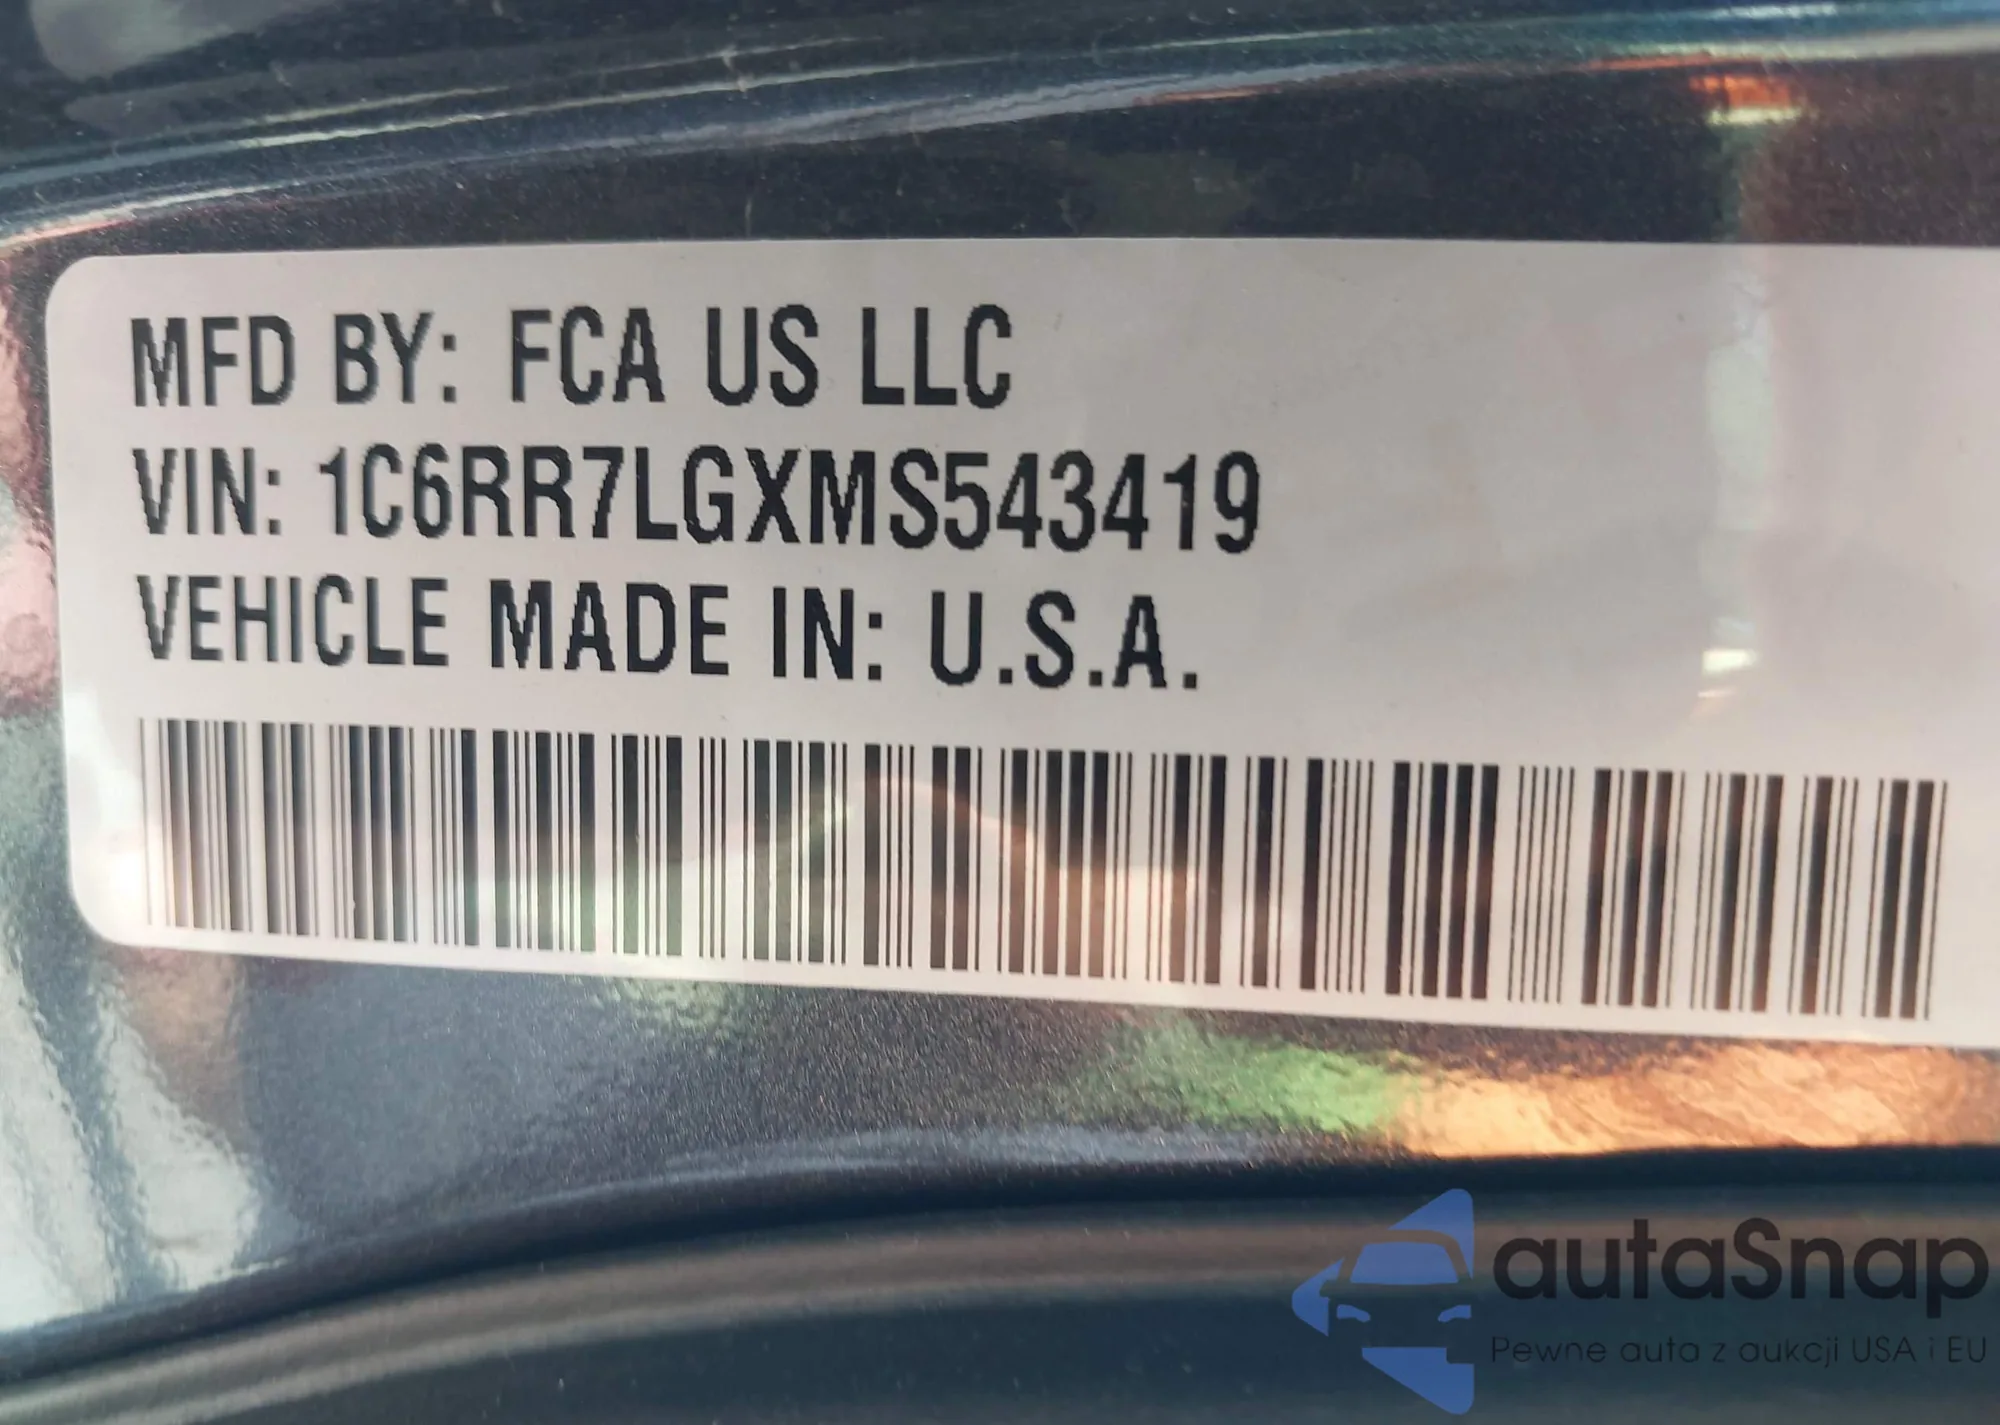 MFD BY: FCA US LLC
VIN: 1C6RR7LGXMS543419
VEHICLE MADE IN: U.S.A.
autaSnap
Pewne auta z aukcji USA i EU